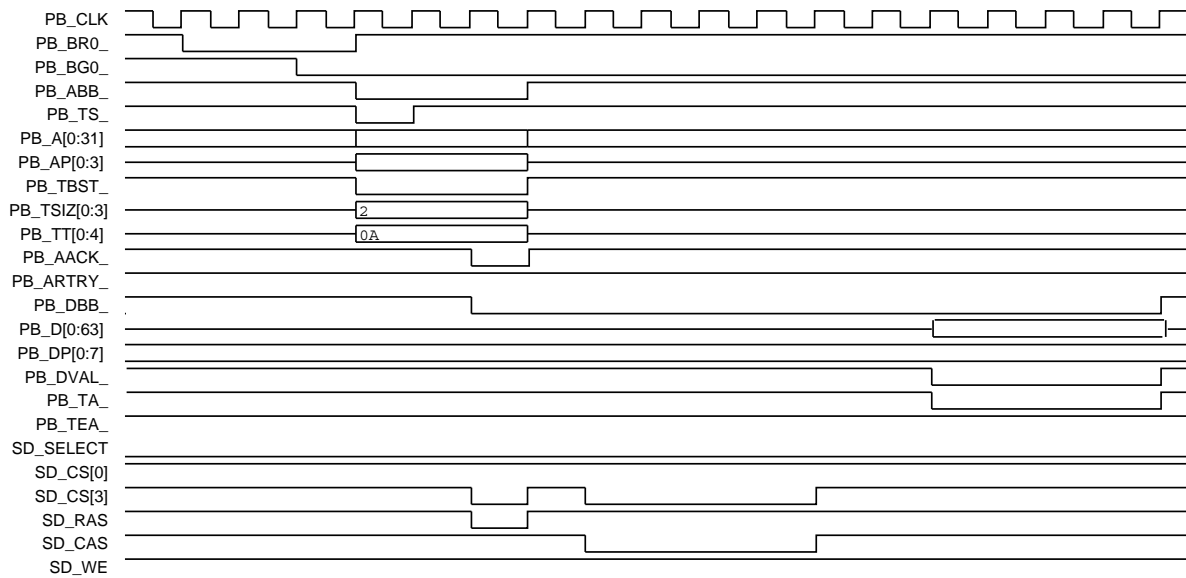 PB_CLK
PB_BR0_
PB_BG0_
PB_ABB_
PB_TS_
PB_A[0:31]
PB_AP[0:3]
PB_TBST_
PB_TSIZ[0:3] 2
PB_TT[0:4] 0A
PB_AACK_
PB_ARTRY_
PB_DBB_
PB_D[0:63]
PB_DP[0:7]
PB_DVAL_
PB_TA_
PB_TEA_
SD_SELECT
SD_CS[0]
SD_CS[3]
SD_RAS
SD_CAS
SD_WE